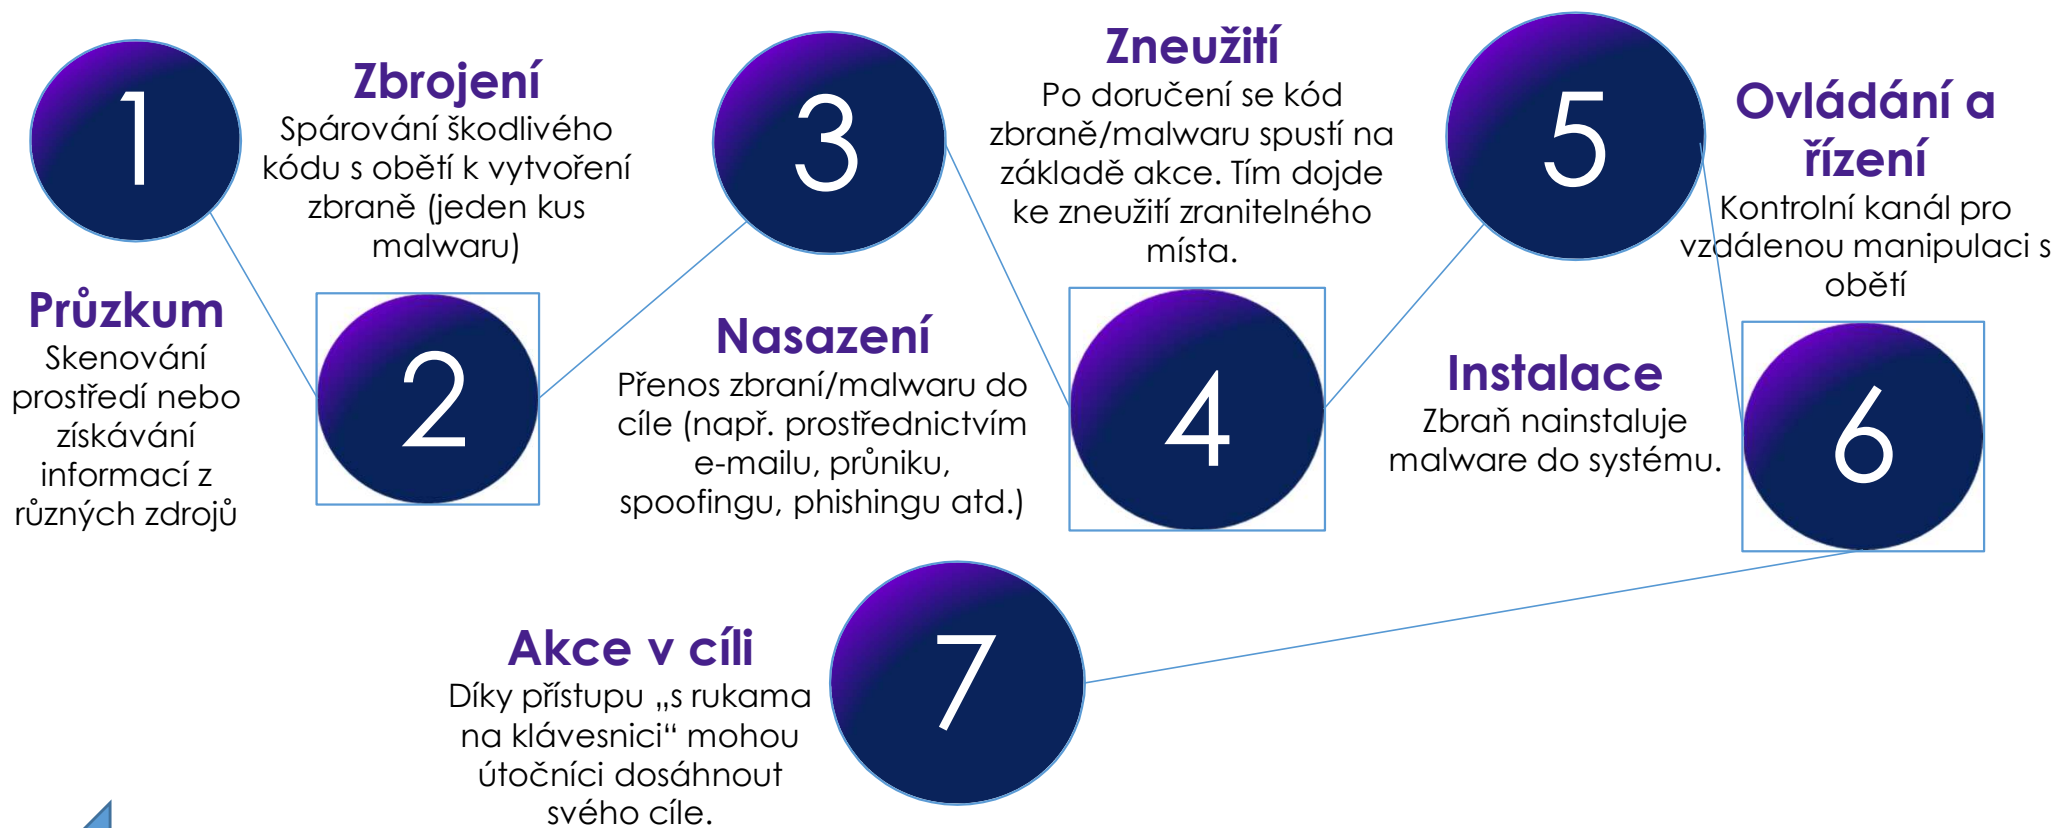 1
Průzkum
Skenování
prostředí nebo
získávání
informací z
různých zdrojů
2
Zbrojení
Spárování škodlivého
kódu s obětí k vytvoření
zbraně (jeden kus
malwaru)
3
Nasazení
Přenos zbraní/malwaru do
cíle (např. prostřednictvím
e-mailu, průniku,
spoofingu, phishingu atd.)
4
Zneužití
Po doručení se kód
zbraně/malwaru spustí na
základě akce. Tím dojde
ke zneužití zranitelného
místa.
5
Instalace
Zbraň nainstaluje
malware do systému.
6
Ovládání a
řízení
Kontrolní kanál pro
vzdálenou manipulaci s
obětí
7
Akce v cíli
Díky přístupu „s rukama
na klávesnici“ mohou
útočníci dosáhnout
svého cíle.